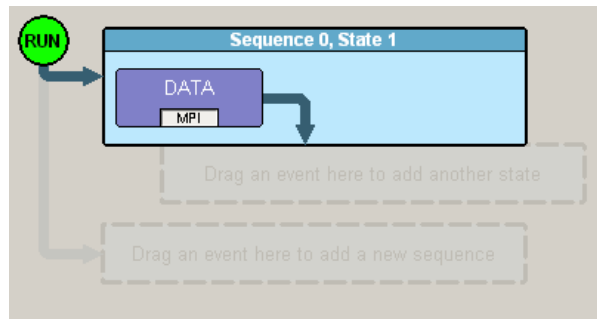 RUN
Sequence 0, State 1
DATA
MPI
Drag an event here to add another state
Drag an event here to add a new sequence